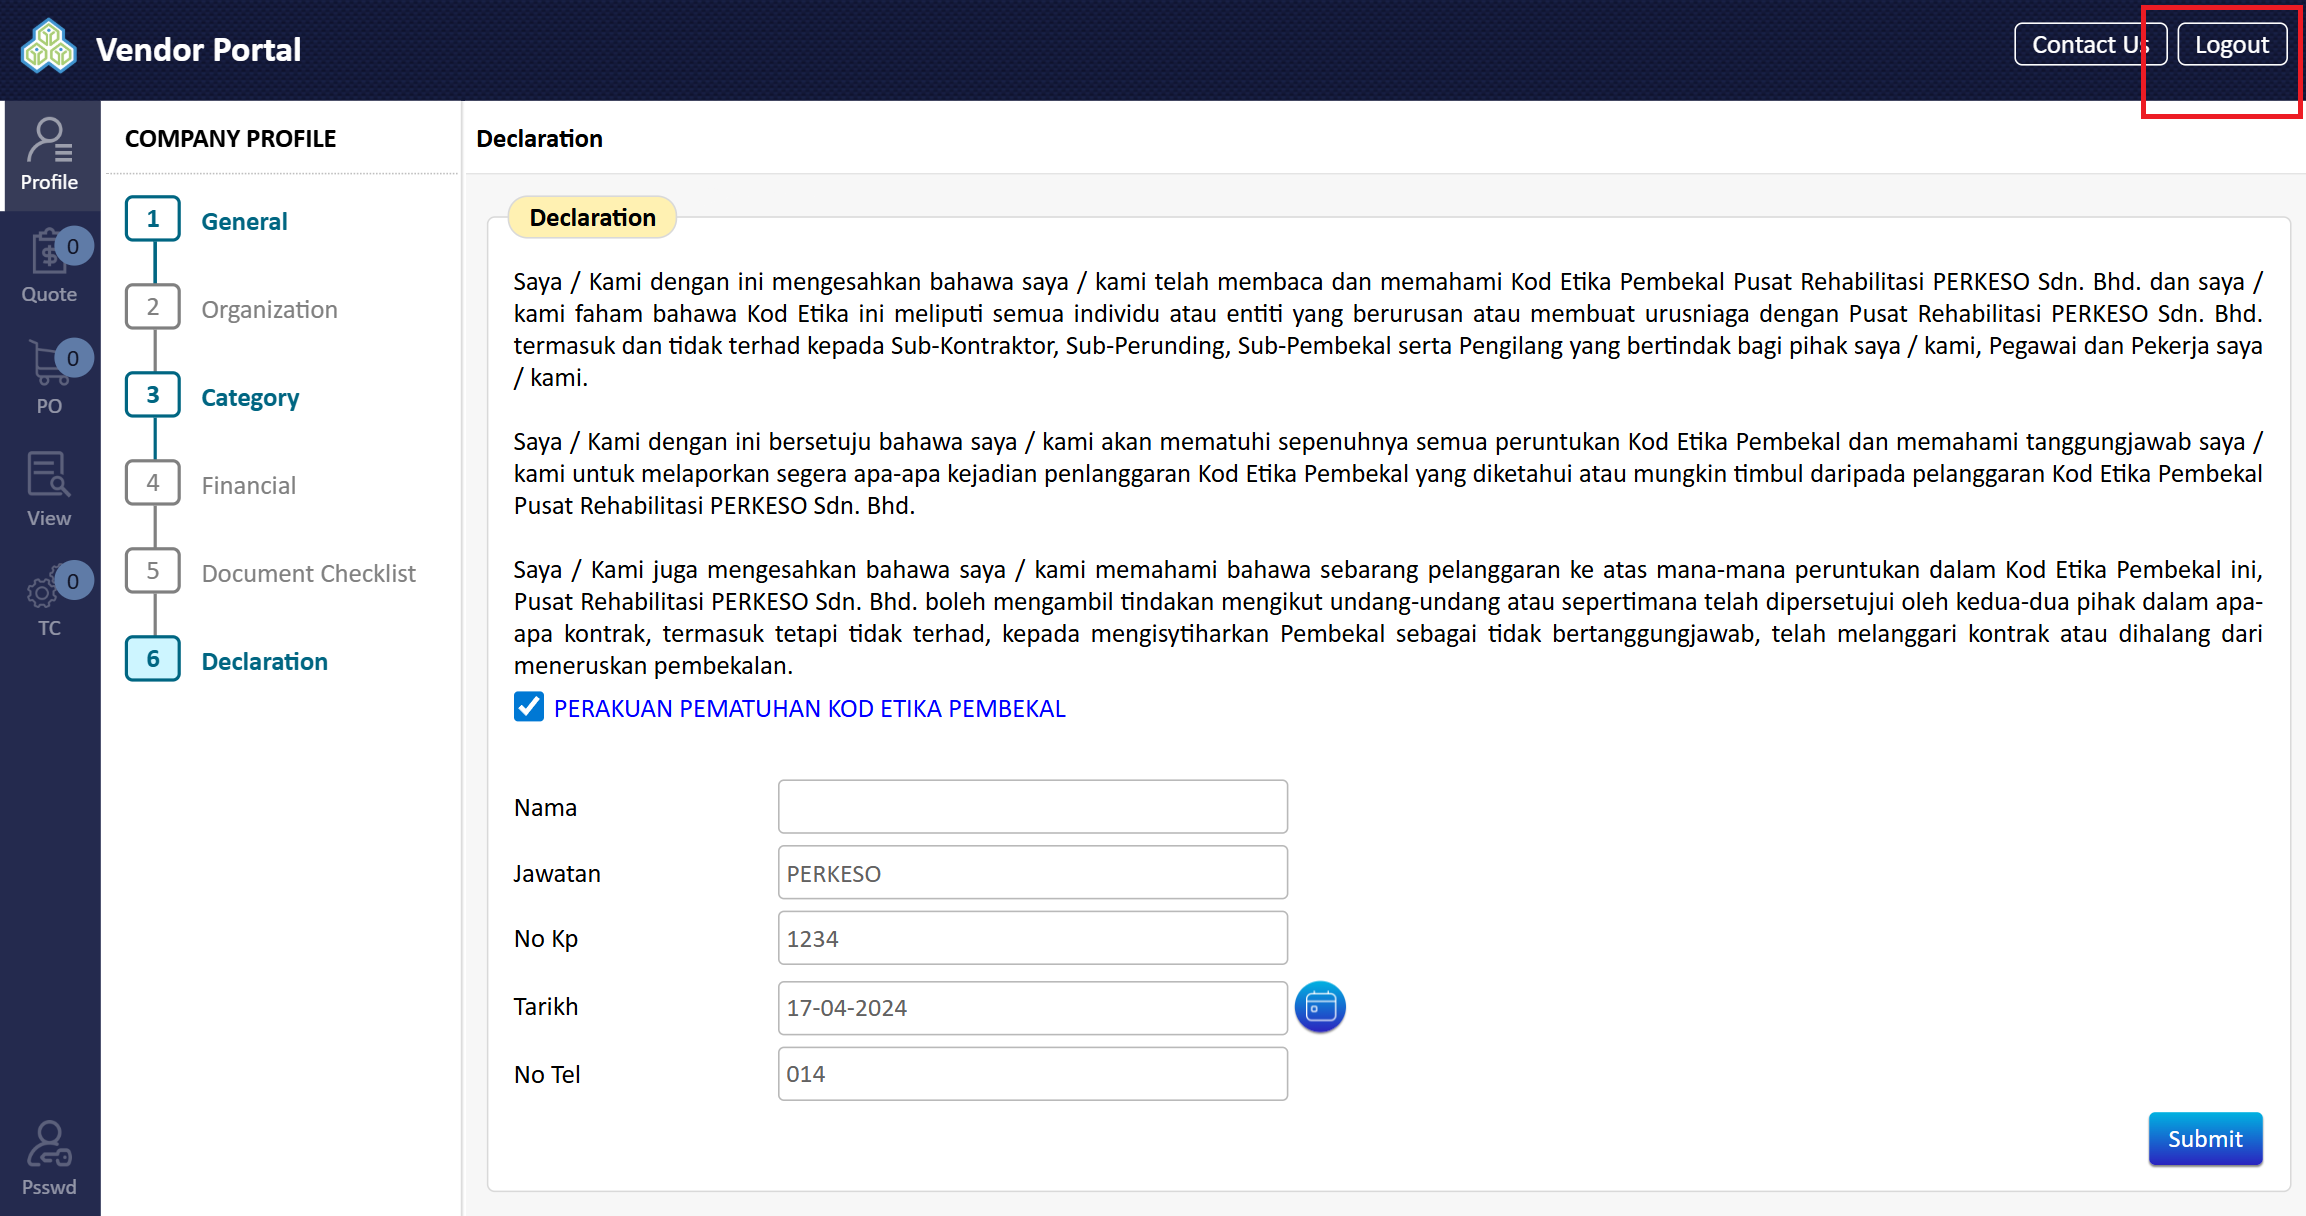 Vendor Portal
Contact Us
Logout
Profile
0
Quote
0
PO
View
0
TC
Psswd
COMPANY PROFILE
1 General
2 Organization
3 Category
4 Financial
5 Document Checklist
6 Declaration
Declaration
Declaration
Saya / Kami dengan ini mengesahkan bahawa saya / kami telah membaca dan memahami Kod Etika Pembekal Pusat Rehabilitasi PERKESO Sdn. Bhd. dan saya /
kami faham bahawa Kod Etika ini meliputi semua individu atau entiti yang berurusan atau membuat urusniaga dengan Pusat Rehabilitasi PERKESO Sdn. Bhd.
termasuk dan tidak terhad kepada Sub-Kontraktor, Sub-Perunding, Sub-Pembekal serta Pengilang yang bertindak bagi pihak saya / kami, Pegawai dan Pekerja saya
/ kami.
Saya / Kami dengan ini bersetuju bahawa saya / kami akan mematuhi sepenuhnya semua peruntukan Kod Etika Pembekal dan memahami tanggungjawab saya /
kami untuk melaporkan segera apa-apa kejadian penlanggaran Kod Etika Pembekal yang diketahui atau mungkin timbul daripada pelanggaran Kod Etika Pembekal
Pusat Rehabilitasi PERKESO Sdn. Bhd.
Saya / Kami juga mengesahkan bahawa saya / kami memahami bahawa sebarang pelanggaran ke atas mana-mana peruntukan dalam Kod Etika Pembekal ini,
Pusat Rehabilitasi PERKESO Sdn. Bhd. boleh mengambil tindakan mengikut undang-undang atau sepertimana telah dipersetujui oleh kedua-dua pihak dalam apa-
apa kontrak, termasuk tetapi tidak terhad, kepada mengisytiharkan Pembekal sebagai tidak bertanggungjawab, telah melanggari kontrak atau dihalang dari
meneruskan pembekalan.
PERAKUAN PEMATUHAN KOD ETIKA PEMBEKAL
Nama
Jawatan PERKESO
No Kp 1234
Tarikh 17-04-2024
No Tel 014
Submit